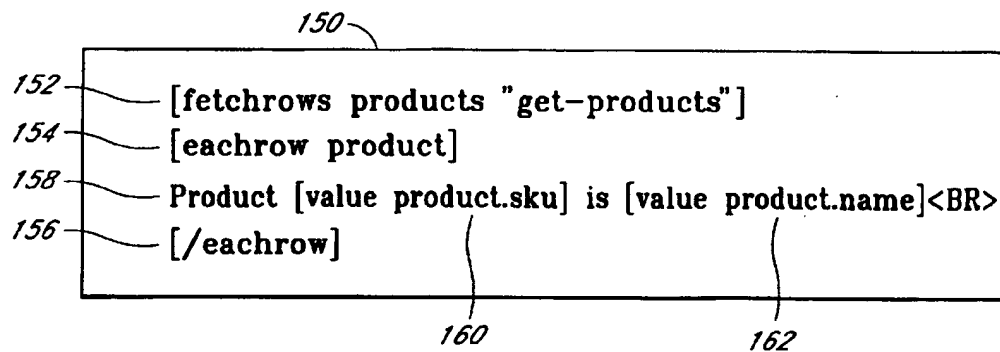 150
152 [fetchrows products "get-products"]
154 [eachrow product]
158 Product [value product.sku] is [value product.name]<BR>
156 [/eachrow]
160 162